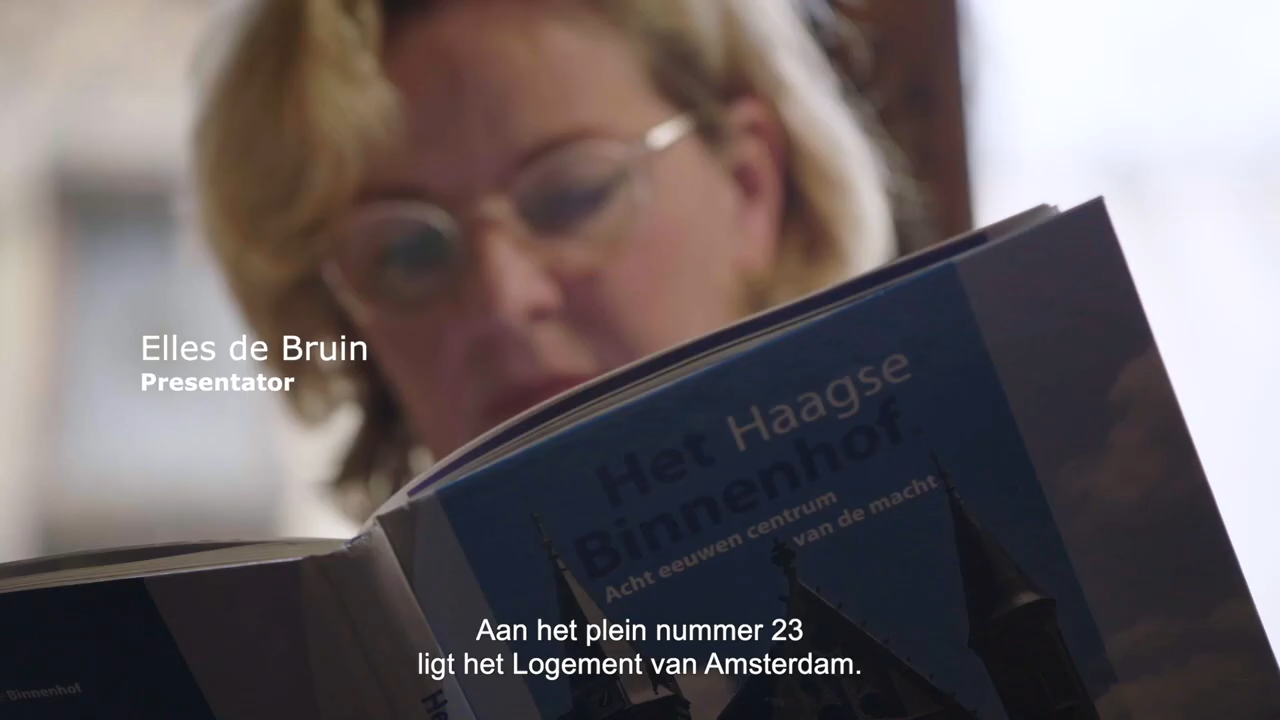 Elles de Bruin
Presentator
Het Haagse
Binnenhof.
Acht eeuwen centrum
van de macht
Binnenhof
He
Aan het plein nummer 23
ligt het Logement van Amsterdam.